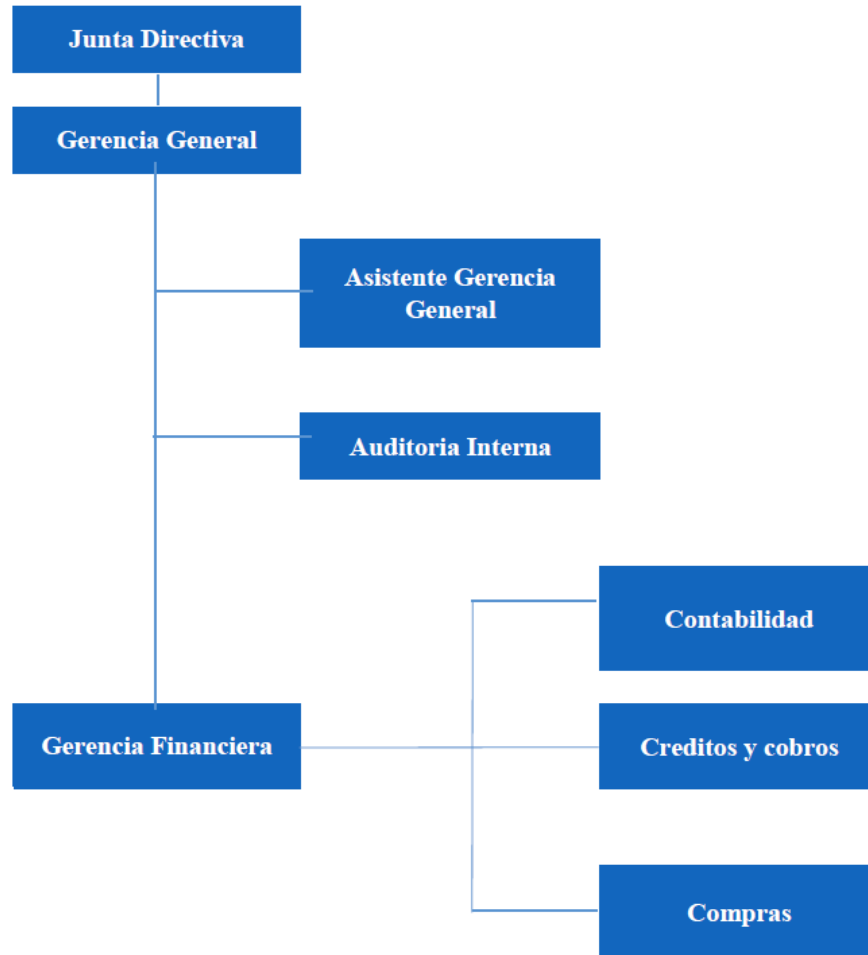 Junta Directiva
Gerencia General
Asistente Gerencia
General
Auditoria Interna
Contabilidad
Gerencia Financiera
Creditos y cobros
Compras